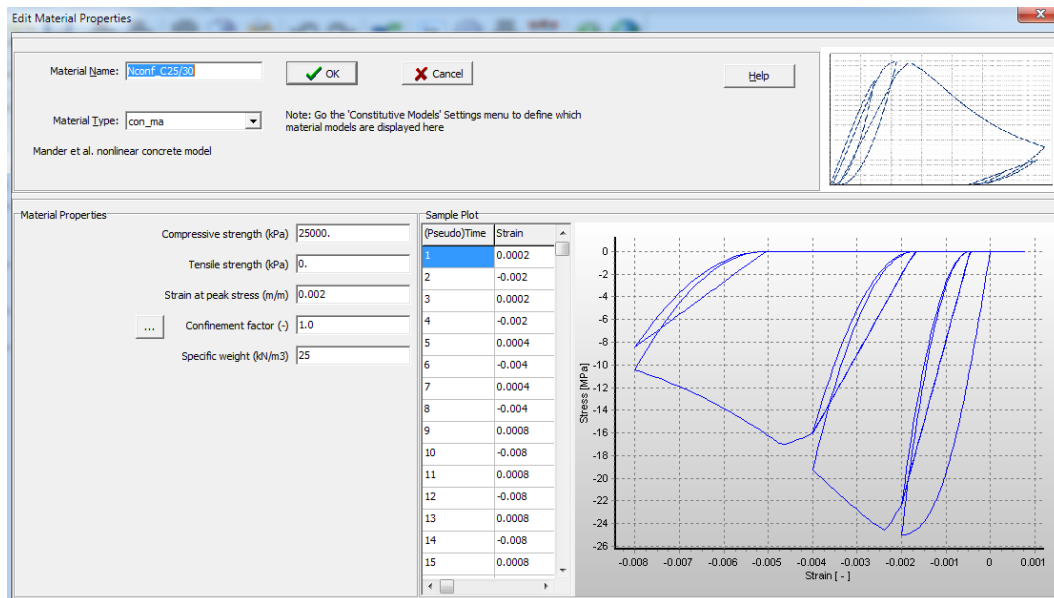 Edit Material Properties
Material Name: Nconf_C25/30
OK
Cancel
Help
Material Type: con_ma
Note: Go the 'Constitutive Models' Settings menu to define which
material models are displayed here
Mander et al. nonlinear concrete model
Material Properties
Compressive strength (kPa) 25000.
Tensile strength (kPa) 0.
Strain at peak stress (m/m) 0.002
... Confinement factor (-) 1.0
Specific weight (kN/m3) 25
Sample Plot
(Pseudo)Time Strain
1 0.0002
2 -0.002
3 0.0002
4 -0.002
5 0.0004
6 -0.004
7 0.0004
8 -0.004
9 0.0008
10 -0.008
11 0.0008
12 -0.008
13 0.0008
14 -0.008
15 0.0008
Stress [MPa]
0
-2
-4
-6
-8
-10
-12
-14
-16
-18
-20
-22
-24
-26
-0.008 -0.007 -0.006 -0.005 -0.004 -0.003 -0.002 -0.001 0 0.001
Strain [ - ]